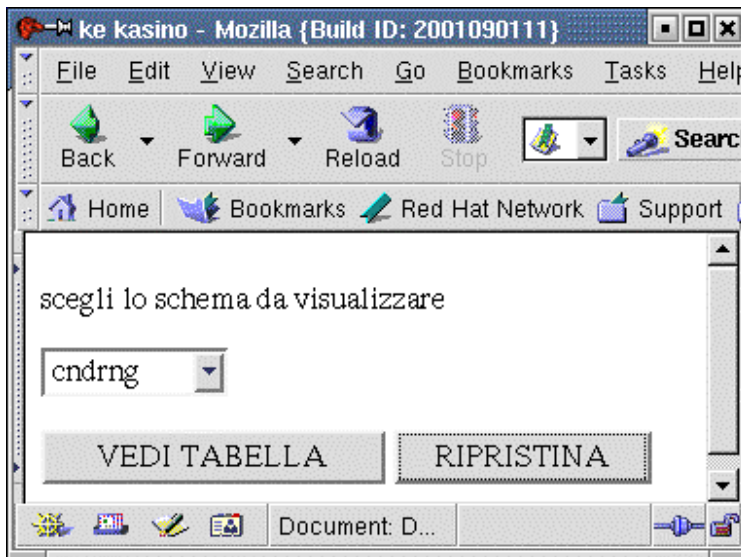 ke kasino - Mozilla {Build ID: 2001090111}
File Edit View Search Go Bookmarks Tasks Help
Back Forward Reload Stop Searc
Home Bookmarks Red Hat Network Support
scegli lo schema da visualizzare
cndrng
VEDI TABELLA RIPRISTINA
Document: D...